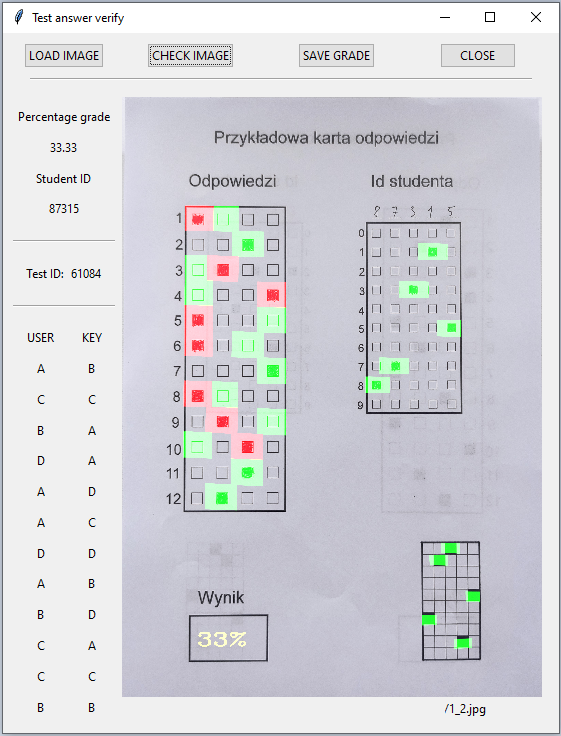 Test answer verify
LOAD IMAGE CHECK IMAGE SAVE GRADE CLOSE
Percentage grade
33.33
Student ID
87315
Test ID: 61084
USER KEY
A B
C C
B A
D A
A D
A C
D D
A B
B D
C A
C C
B B
Przykładowa karta odpowiedzi
Odpowiedzi Id studenta
8 7 3 1 5
1
2
3
4
5
6
7
8
9
10
11
12
0
1
2
3
4
5
6
7
8
9
Wynik
33%
/1_2.jpg